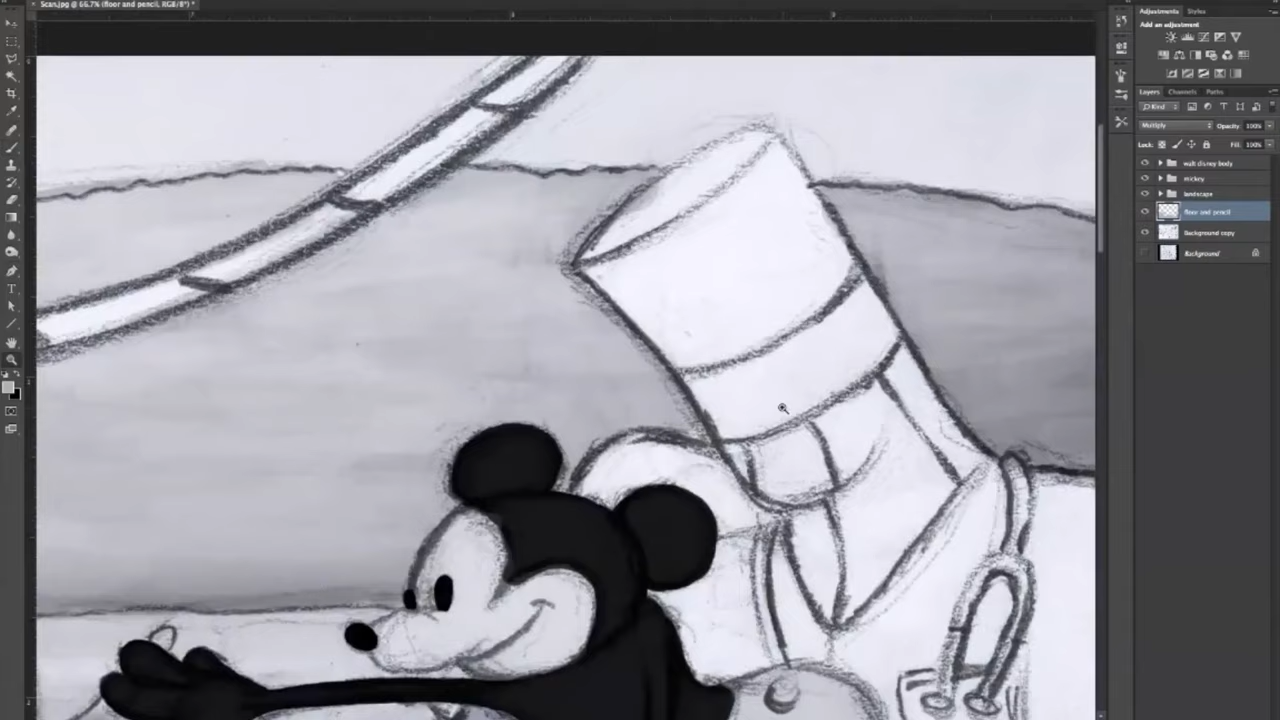 Scan.jpg @ 66.7% (floor and pencil, RGB/8*) *
Adjustments Styles
Add an adjustment
Layers Channels Paths
Kind
Multiply Opacity: 100%
Lock: Fill: 100%
walt disney body
mickey
landscape
floor and pencil
Background copy
Background